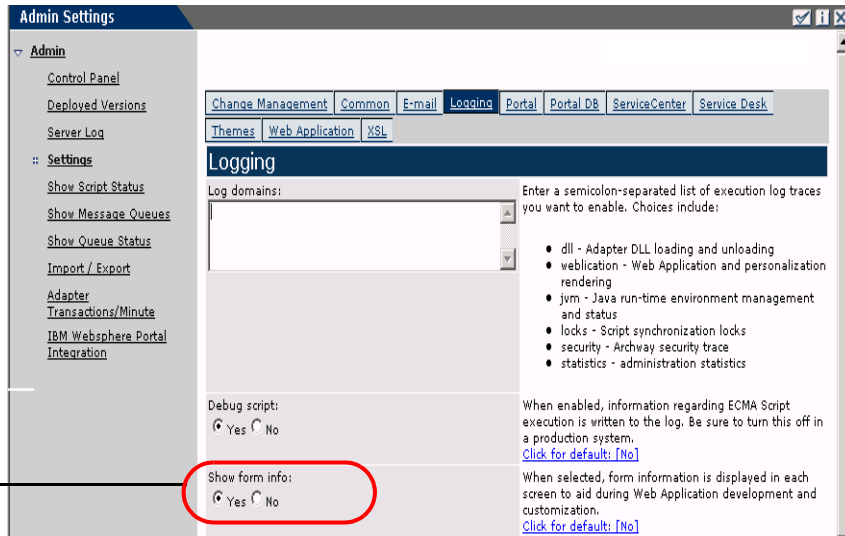 Admin Settings
Admin
Control Panel
Deployed Versions
Server Log
Settings
Show Script Status
Show Message Queues
Show Queue Status
Import / Export
Adapter
Transactions/Minute
IBM Websphere Portal
Integration
Change Management Common E-mail Logging Portal Portal DB ServiceCenter Service Desk
Themes Web Application XSL
Logging
Log domains:
Enter a semicolon-separated list of execution log traces
you want to enable. Choices include:
• dll - Adapter DLL loading and unloading
• weblication - Web Application and personalization
rendering
• jvm - Java run-time environment management
and status
• locks - Script synchronization locks
• security - Archway security trace
• statistics - administration statistics
Debug script:
Yes No
When enabled, information regarding ECMA Script
execution is written to the log. Be sure to turn this off in
a production system.
Click for default: [No]
Show form info:
Yes No
When selected, form information is displayed in each
screen to aid during Web Application development and
customization.
Click for default: [No]